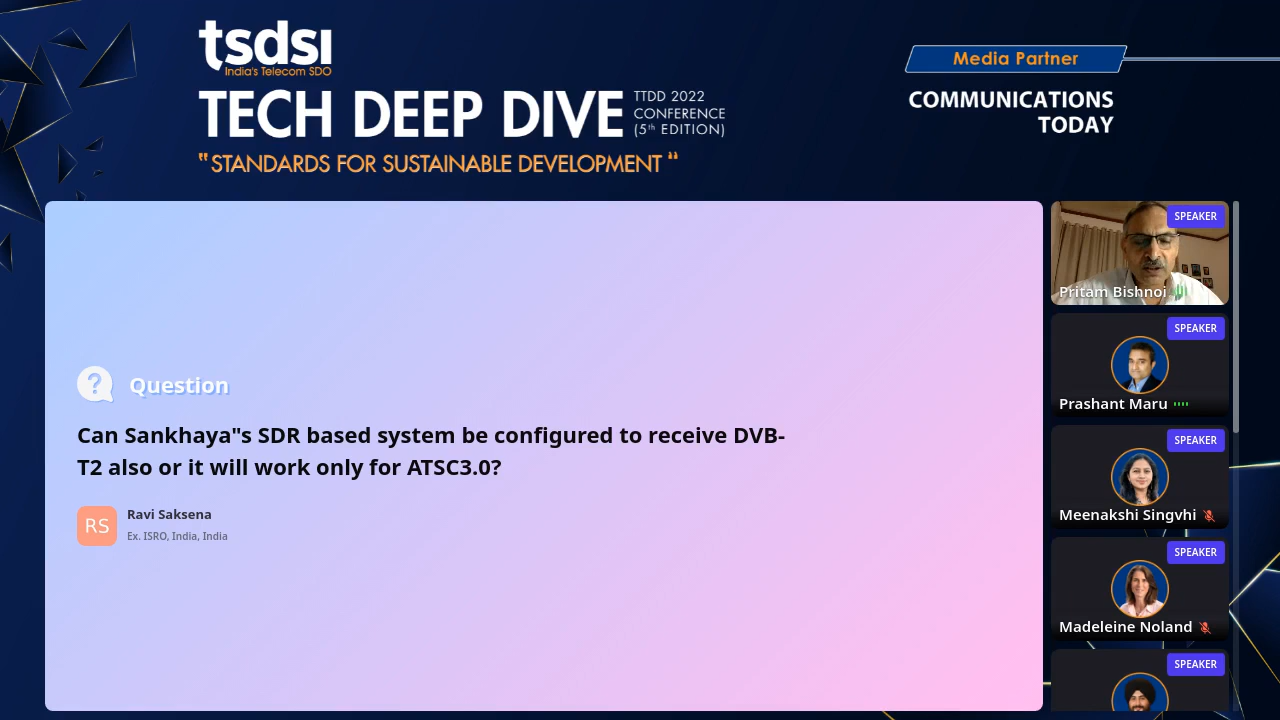 tsdsi
India's Telecom SDO
TECH DEEP DIVE
TTDD 2022
CONFERENCE
(5th EDITION)
"STANDARDS FOR SUSTAINABLE DEVELOPMENT"
Media Partner
COMMUNICATIONS
TODAY
Question
Can Sankhaya"s SDR based system be configured to receive DVB-
T2 also or it will work only for ATSC3.0?
RS
Ravi Saksena
Ex. ISRO, India, India
SPEAKER
Pritam Bishnoi
SPEAKER
Prashant Maru
SPEAKER
Meenakshi Singvhi
SPEAKER
Madeleine Noland
SPEAKER